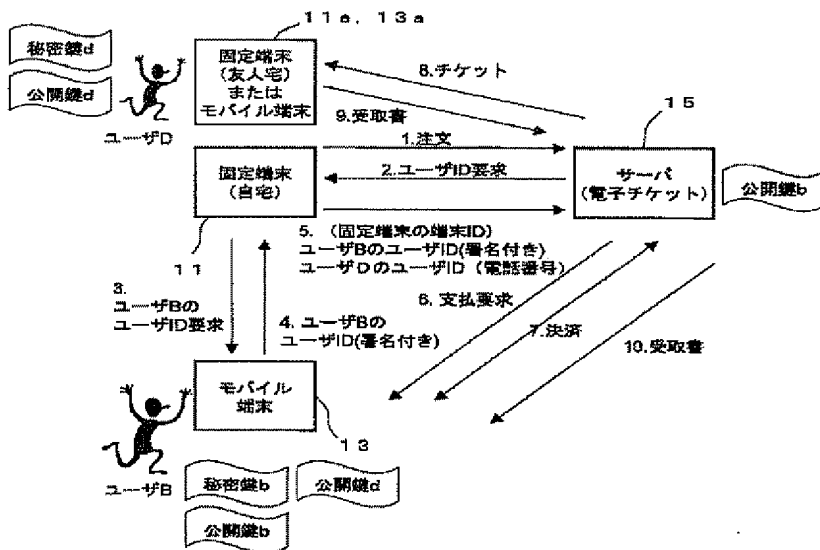 11a, 13a
秘密鍵d
公開鍵d
ユーザD
固定端末
(友人宅)
または
モバイル端末
8.チケット
9.受取書
15
1.注文
2.ユーザID要求
固定端末
(自宅)
サーバ
(電子チケット)
公開鍵b
11
5. (固定端末の端末ID)
ユーザBのユーザID(署名付き)
ユーザDのユーザID (電話番号)
3.
ユーザBの
ユーザID要求
4. ユーザBの
ユーザID(署名付き)
6. 支払要求
7.決済
10.受取書
モバイル
端末
13
ユーザB
秘密鍵b
公開鍵d
公開鍵b